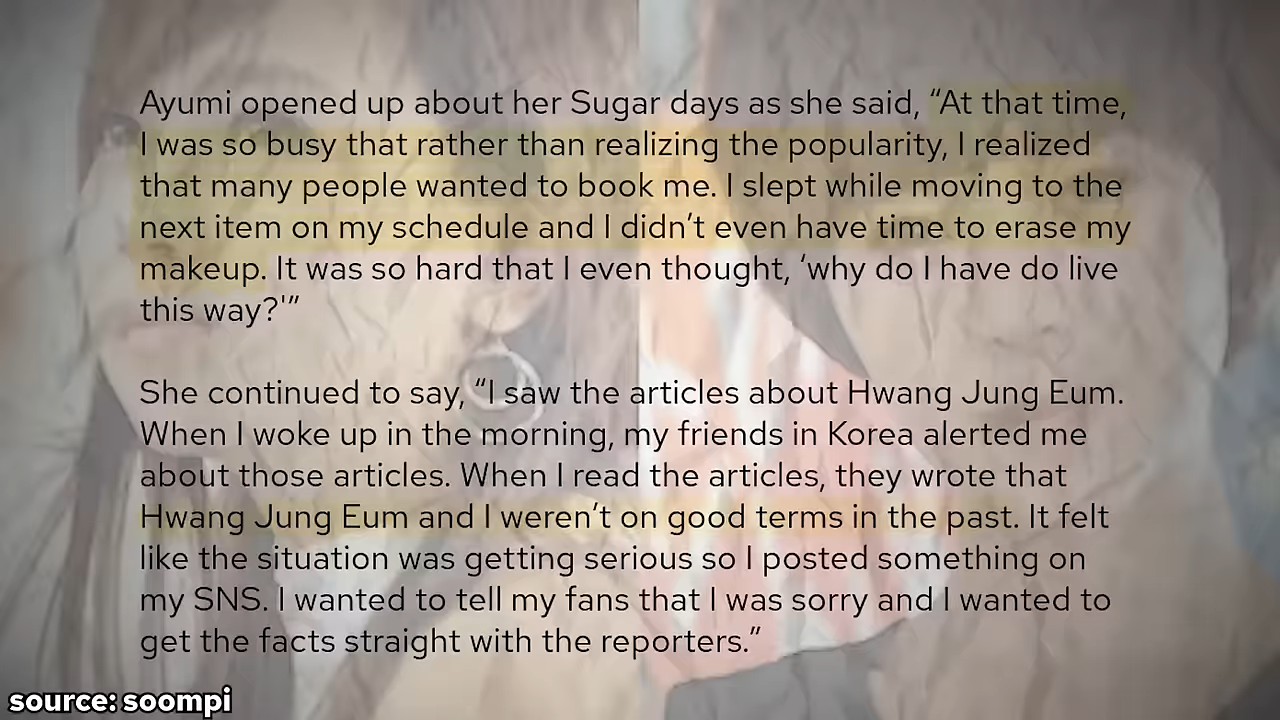 Ayumi opened up about her Sugar days as she said, “At that time,
I was so busy that rather than realizing the popularity, I realized
that many people wanted to book me. I slept while moving to the
next item on my schedule and I didn’t even have time to erase my
makeup. It was so hard that I even thought, ‘why do I have do live
this way?'”
She continued to say, “I saw the articles about Hwang Jung Eum.
When I woke up in the morning, my friends in Korea alerted me
about those articles. When I read the articles, they wrote that
Hwang Jung Eum and I weren’t on good terms in the past. It felt
like the situation was getting serious so I posted something on
my SNS. I wanted to tell my fans that I was sorry and I wanted to
get the facts straight with the reporters.”
source: soompi